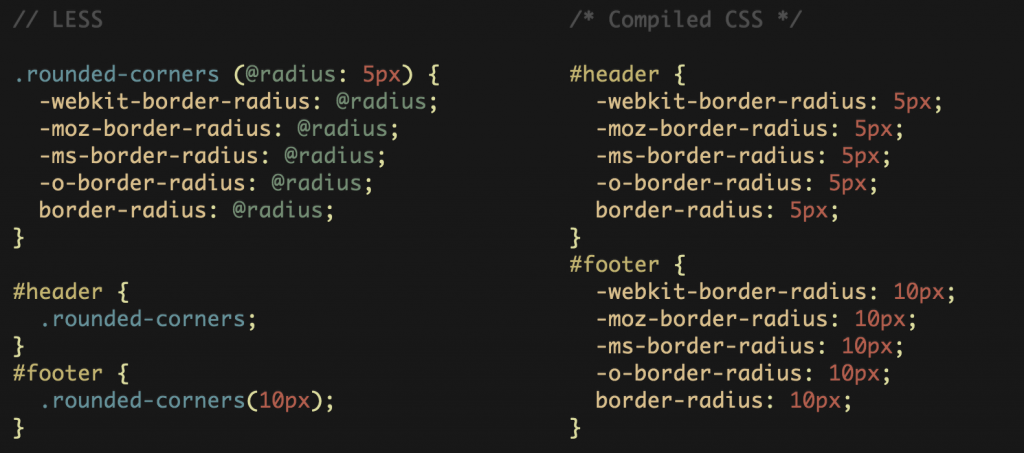 // LESS

.rounded-corners (@radius: 5px) {
  -webkit-border-radius: @radius;
  -moz-border-radius: @radius;
  -ms-border-radius: @radius;
  -o-border-radius: @radius;
  border-radius: @radius;
}

#header {
  .rounded-corners;
}
#footer {
  .rounded-corners(10px);
}

/* Compiled CSS */

#header {
  -webkit-border-radius: 5px;
  -moz-border-radius: 5px;
  -ms-border-radius: 5px;
  -o-border-radius: 5px;
  border-radius: 5px;
}
#footer {
  -webkit-border-radius: 10px;
  -moz-border-radius: 10px;
  -ms-border-radius: 10px;
  -o-border-radius: 10px;
  border-radius: 10px;
}